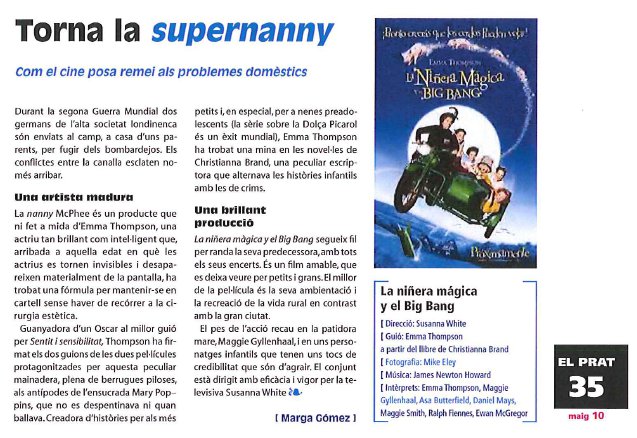 Torna la supernanny
Com el cine posa remei als problemes domèstics
Durant la segona Guerra Mundial dos
germans de l'alta societat londinenca
són enviats al camp, a casa d'uns pa-
rents, per fugir dels bombardejos. Els
conflictes entre la canalla esclaten no-
més arribar.
Una artista madura
La nanny McPhee és un producte que
ni fet a mida d'Emma Thompson, una
actriu tan brillant com intel·ligent que,
arribada a aquella edat en què les
actrius es tornen invisibles i desapa-
reixen materialment de la pantalla, ha
trobat una fórmula per mantenir-se en
cartell sense haver de recórrer a la ci-
rurgia estètica.
Guanyadora d'un Oscar al millor guió
per Sentit i sensibilitat, Thompson ha fir-
mat els dos guions de les dues pel·lícules
protagonitzades per aquesta peculiar
mainadera, plena de berrugues piloses,
als antípodes de l'ensucrada Mary Pop-
pins, que no es despentinava ni quan
ballava. Creadora d'històries per als més
petits i, en especial, per a nenes preado-
lescents (la sèrie sobre la Dolça Picarol
és un èxit mundial), Emma Thompson
ha trobat una mina en les novel·les de
Christianna Brand, una peculiar escrip-
tora que alternava les històries infantils
amb les de crims.
Una brillant
producció
La niñera màgica y el Big Bang segueix fil
per randa la seva predecessora, amb tots
els seus encerts. És un film amable, que
es deixa veure per petits i grans. El millor
de la pel·lícula és la seva ambientació i
la recreació de la vida rural en contrast
amb la gran ciutat.
El pes de l'acció recau en la patidora
mare, Maggie Gyllenhaal, i en uns perso-
natges infantils que tenen uns tocs de
credibilitat que són d'agrair. El conjunt
està dirigit amb eficàcia i vigor per la te-
levisiva Susanna White
[ Marga Gómez ]
¡Pronto creerás que los cerdos Pueden volar!
EMMA THOMPSON
LA Niñera Mágica
y el BIG BANG
Próximamente
La niñera mágica
y el Big Bang
[ Direcció: Susanna White
[ Guió: Emma Thompson
a partir del llibre de Christianna Brand
[ Fotografia: Mike Eley
[ Música: James Newton Howard
[ Intèrprets: Emma Thompson, Maggie
Gyllenhaal, Asa Butterfield, Daniel Mays,
Maggie Smith, Ralph Fiennes, Ewan McGregor
EL PRAT
35
maig 10